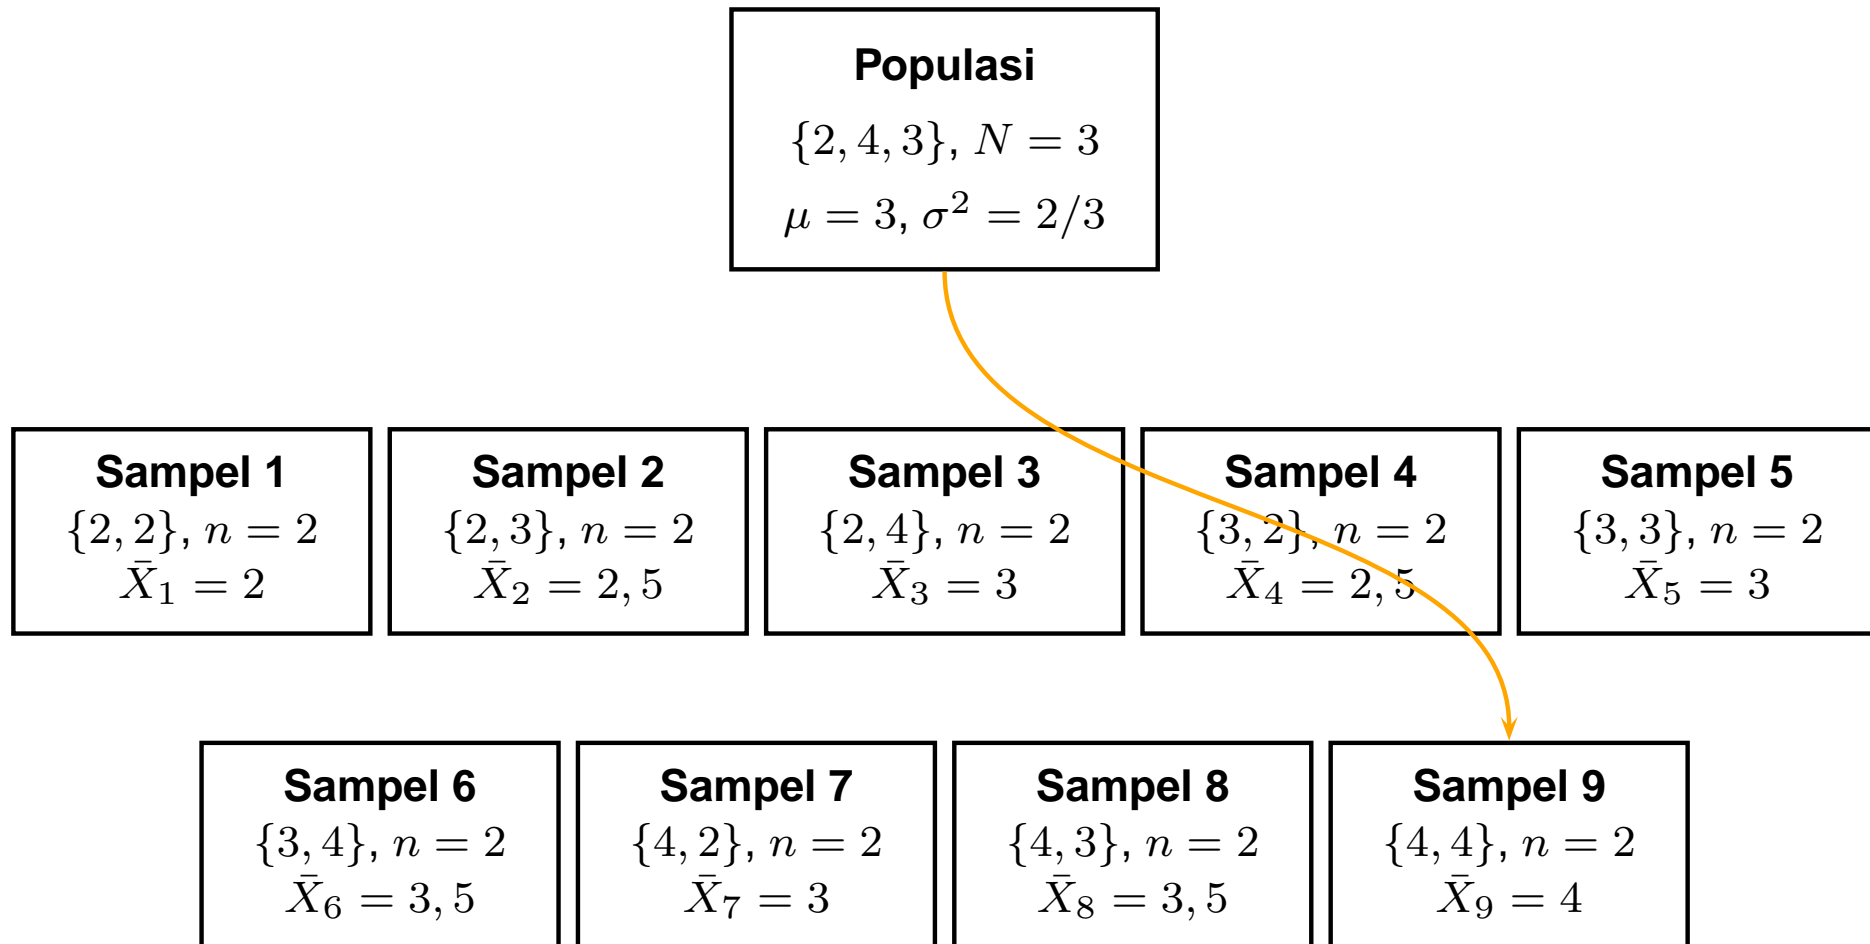 Populasi
{2, 4, 3}, N = 3
μ = 3, σ² = 2/3
Sampel 1
{2, 2}, n = 2
X̄₁ = 2
Sampel 2
{2, 3}, n = 2
X̄₂ = 2, 5
Sampel 3
{2, 4}, n = 2
X̄₃ = 3
Sampel 4
{3, 2}, n = 2
X̄₄ = 2, 5
Sampel 5
{3, 3}, n = 2
X̄₅ = 3
Sampel 6
{3, 4}, n = 2
X̄₆ = 3, 5
Sampel 7
{4, 2}, n = 2
X̄₇ = 3
Sampel 8
{4, 3}, n = 2
X̄₈ = 3, 5
Sampel 9
{4, 4}, n = 2
X̄₉ = 4